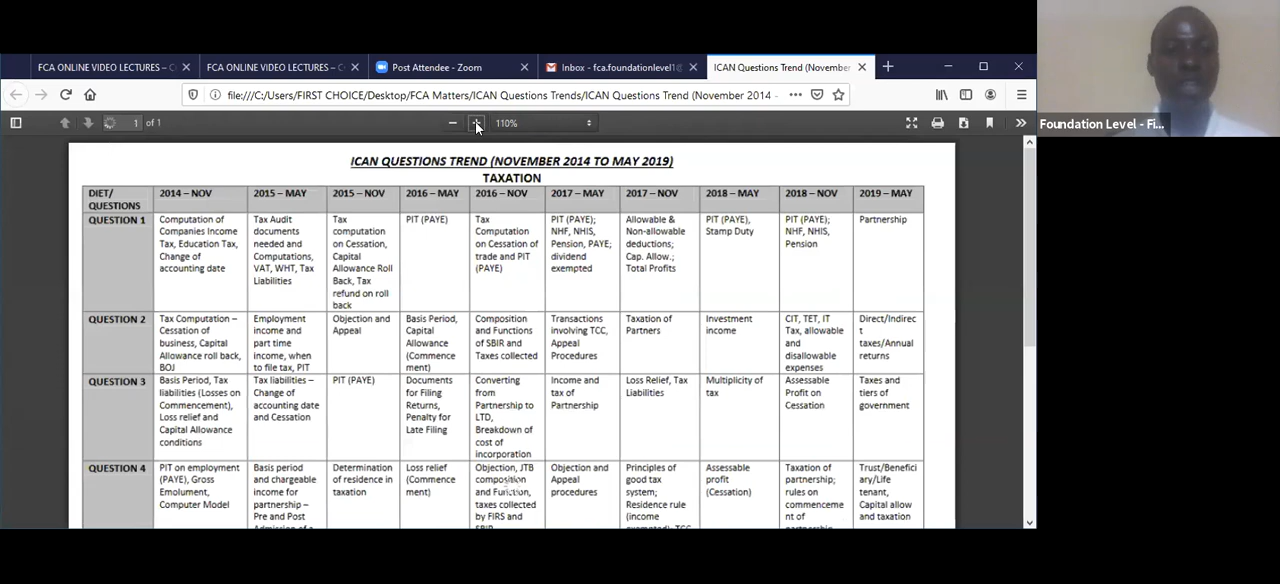 FCA ONLINE VIDEO LECTURES – C
FCA ONLINE VIDEO LECTURES – C
Post Attendee - Zoom
Inbox - fca.foundationlevel1@
ICAN Questions Trend (November
file:///C:/Users/FIRST CHOICE/Desktop/FCA Matters/ICAN Questions Trends/ICAN Questions Trend (November 2014 -
1 of 1
110%
Foundation Level - Fi...
ICAN QUESTIONS TREND (NOVEMBER 2014 TO MAY 2019)
TAXATION
DIET/
QUESTIONS
2014 – NOV
2015 – MAY
2015 – NOV
2016 – MAY
2016 – NOV
2017 – MAY
2017 – NOV
2018 – MAY
2018 – NOV
2019 – MAY
QUESTION 1
Computation of
Companies Income
Tax, Education Tax,
Change of
accounting date
Tax Audit
documents
needed and
Computations,
VAT, WHT, Tax
Liabilities
Tax
computation
on Cessation,
Capital
Allowance Roll
Back, Tax
refund on roll
back
PIT (PAYE)
Tax
Computation
on Cessation of
trade and PIT
(PAYE)
PIT (PAYE);
NHF, NHIS,
Pension, PAYE;
dividend
exempted
Allowable &
Non-allowable
deductions;
Cap. Allow.;
Total Profits
PIT (PAYE),
Stamp Duty
PIT (PAYE);
NHF, NHIS,
Pension
Partnership
QUESTION 2
Tax Computation –
Cessation of
business, Capital
Allowance roll back,
BOJ
Employment
income and
part time
income, when
to file tax, PIT
Objection and
Appeal
Basis Period,
Capital
Allowance
(Commence
ment)
Composition
and Functions
of SBIR and
Taxes collected
Transactions
involving TCC,
Appeal
Procedures
Taxation of
Partners
Investment
income
CIT, TET, IT
Tax, allowable
and
disallowable
expenses
Direct/Indirec
t
taxes/Annual
returns
QUESTION 3
Basis Period, Tax
liabilities (Losses on
Commencement),
Loss relief and
Capital Allowance
conditions
Tax liabilities –
Change of
accounting date
and Cessation
PIT (PAYE)
Documents
for Filing
Returns,
Penalty for
Late Filing
Converting
from
Partnership to
LTD,
Breakdown of
cost of
incorporation
Income and
tax of
Partnership
Loss Relief, Tax
Liabilities
Multiplicity of
tax
Assessable
Profit on
Cessation
Taxes and
tiers of
government
QUESTION 4
PIT on employment
(PAYE), Gross
Emolument,
Computer Model
Basis period
and chargeable
income for
partnership –
Pre and Post
Determination
of residence in
taxation
Loss relief
(Commence
ment)
Objection, JTB
composition
and Function,
taxes collected
by FIRS and
Objection and
Appeal
procedures
Principles of
good tax
system;
Residence rule
(income
Assessable
profit
(Cessation)
Taxation of
partnership;
rules on
commenceme
nt of
Trust/Benefici
ary/Life
tenant,
Capital allow
and taxation